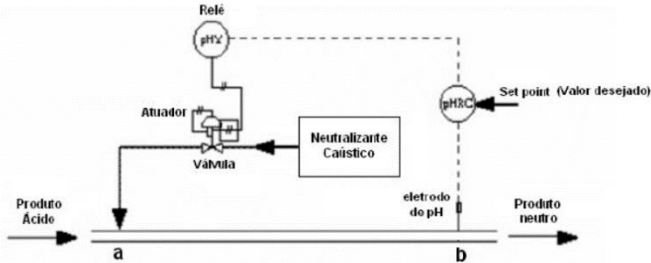 Relé
pHY
Set point (Valor desejado)
pHRC
Atuador
Neutralizante
Caústico
Válvula
Produto
Ácido
eletrodo
do pH
Produto
neutro
a
b